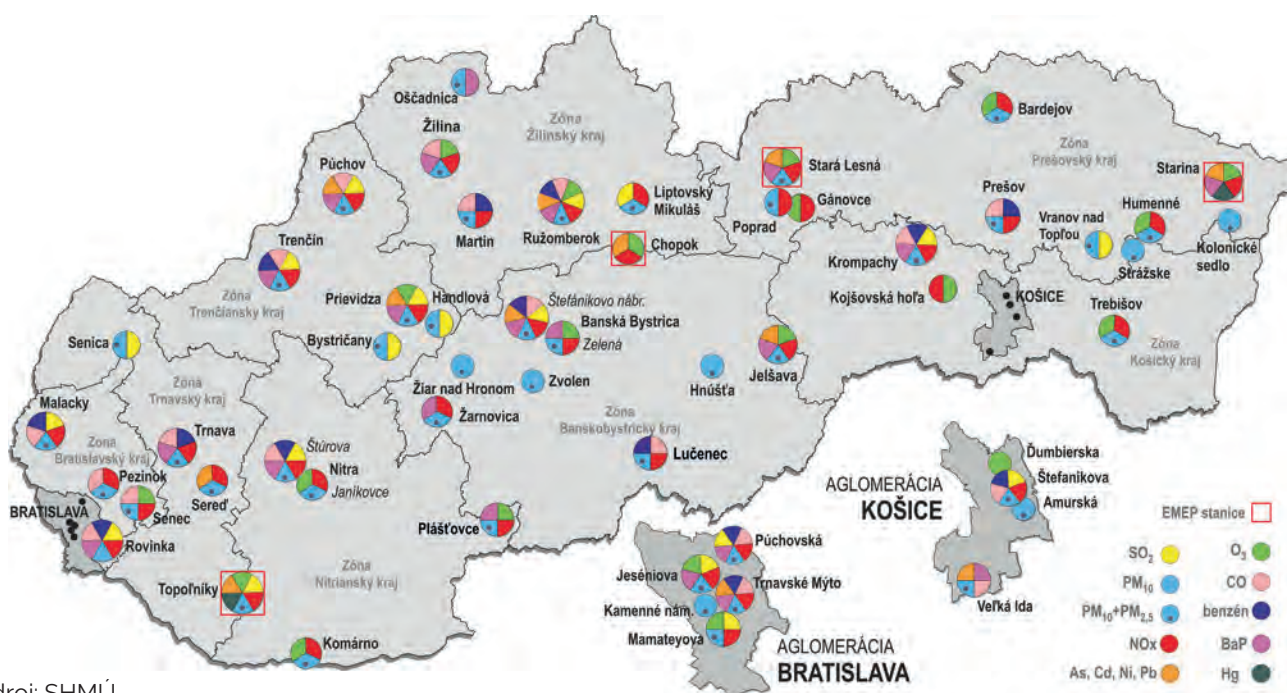 Oščadnica
Žilina
Zóna
Žilinský kraj
Bardejov
Zóna
Prešovský kraj
Púchov
Stará Lesná
Starina
Liptovský
Mikuláš
Gánovce
Poprad
Prešov
Humenné
Vranov nad
Topľou
Kolonické
sedlo
Strážske
Martin
Ružomberok
Chopok
Trenčín
Krompachy
Kojšovská hoľa
KOŠICE
Trebišov
Zóna
Košický kraj
Zóna
Trenčiansky kraj
Prievidza
Handlová
Bystričany
Štefánikovo nábr.
Banská Bystrica
Zelená
Senica
Zóna
Trnavský kraj
Jelšava
Hnúšťa
Žiar nad Hronom
Zvolen
Žarnovica
Zóna
Banskobystrický kraj
Malacky
Zóna
Bratislavský kraj
Trnava
Štúrova
Nitra
Janíkovce
Lučenec
Pezinok
Sereď
Senec
BRATISLAVA
Rovinka
Plášťovce
Topoľníky
Zóna
Nitriansky kraj
Komárno
Púchovská
Jeséniova
Trnavské Mýto
Kamenné nám.
Mamateyova
AGLOMERÁCIA
BRATISLAVA
AGLOMERÁCIA
KOŠICE
Ďumbierska
Štefanikova
Amurská
Veľká Ida
EMEP stanice
SO₂
O₃
PM₁₀
CO
PM₁₀+PM₂,₅
benzén
NOx
BaP
As, Cd, Ni, Pb
Hg
SHMÚ